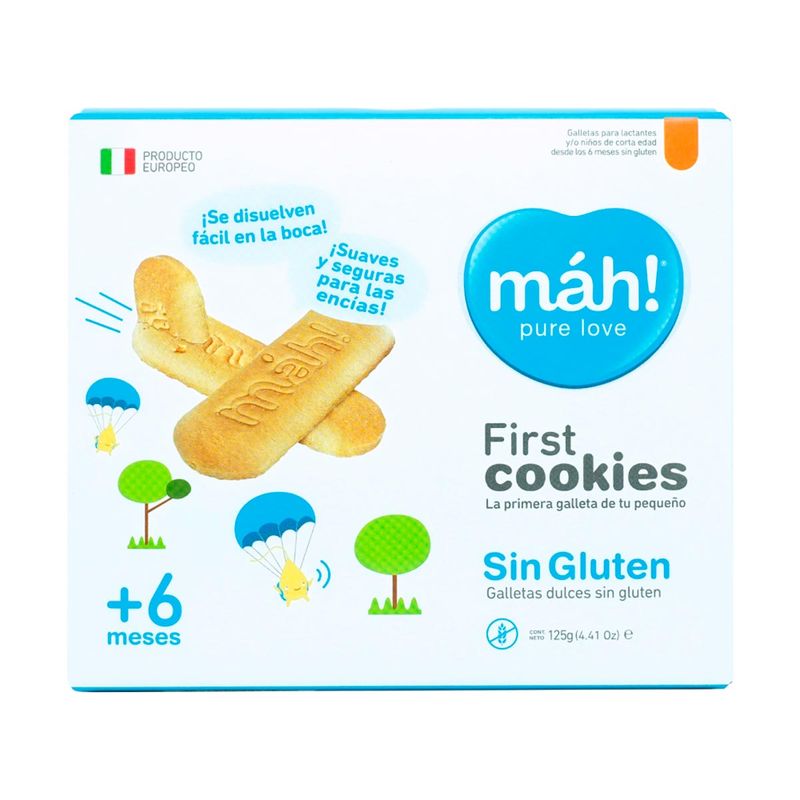 PRODUCTO
EUROPEO
Galletas para lactantes
y/o niños de corta edad
desde los 6 meses sin gluten
¡Se disuelven
fácil en la boca!
¡Suaves
y seguras
para las
encías!
máh!
máh!®
pure love
First
cookies
La primera galleta de tu pequeño
Sin Gluten
Galletas dulces sin gluten
+6
meses
CONT.
NETO 125g (4.41 Oz) ℮